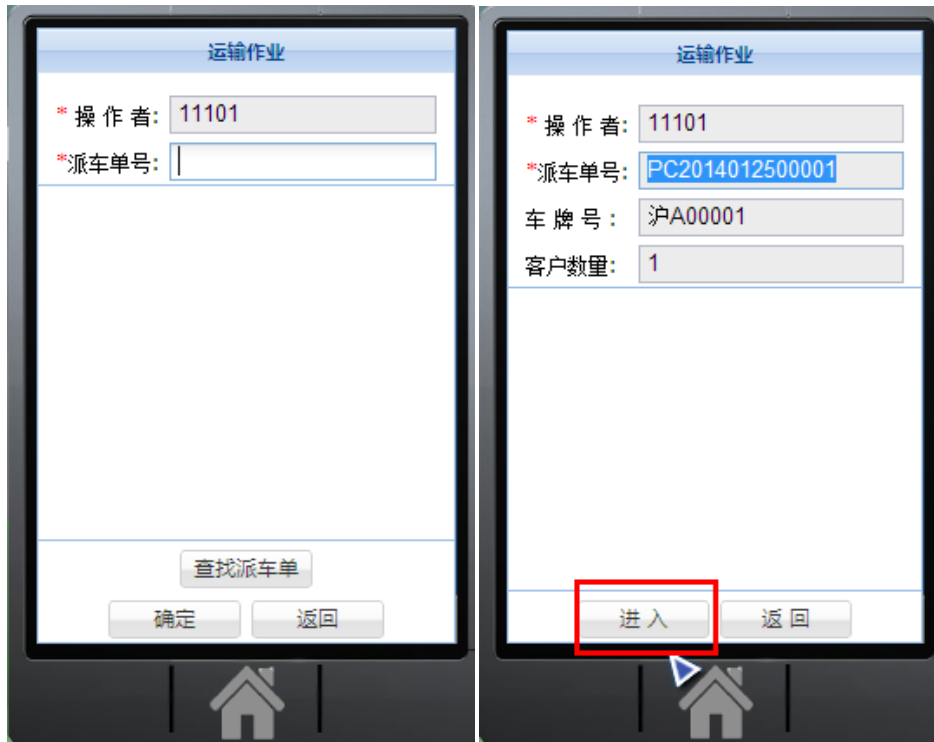 运输作业
* 操 作 者: 11101
*派车单号:
查找派车单
确定 返回
运输作业
* 操 作 者: 11101
*派车单号: PC2014012500001
车 牌 号 : 沪A00001
客户数量: 1
进 入 返 回